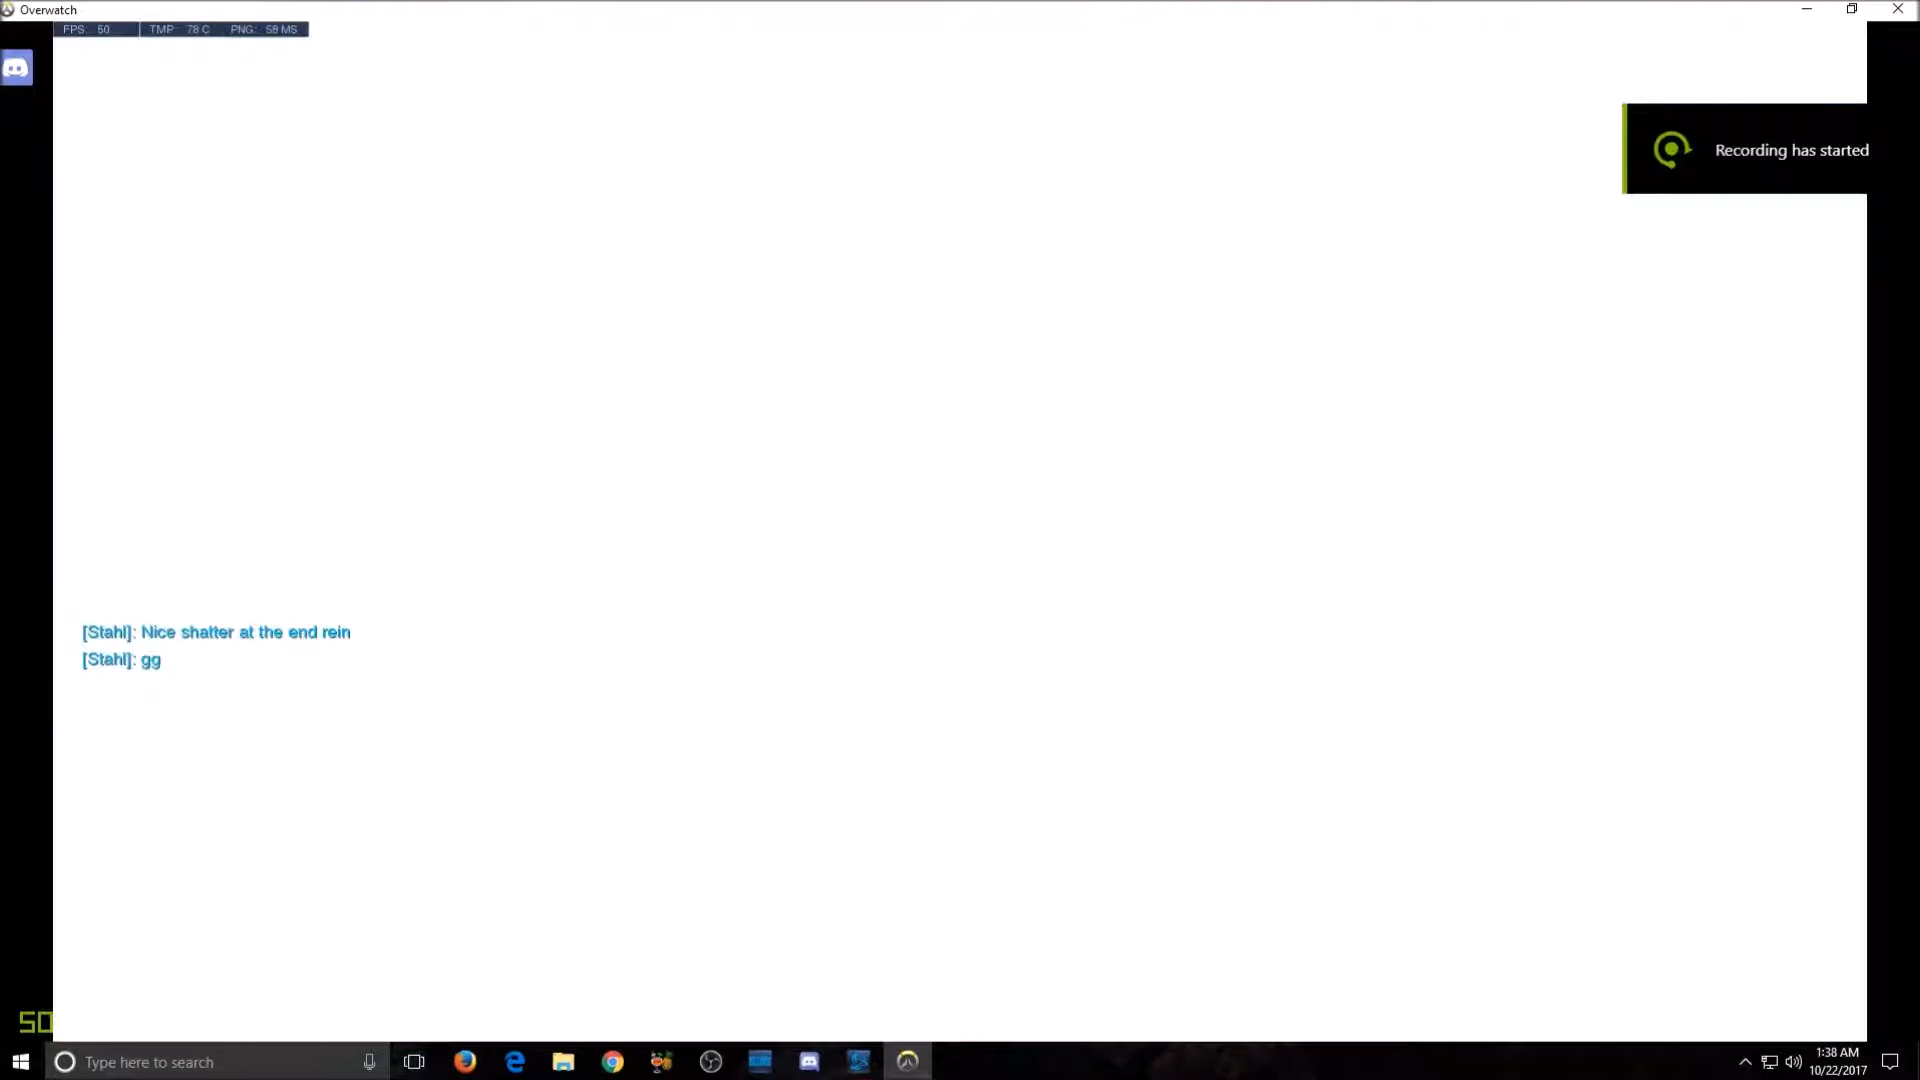 Overwatch
FPS: 50 TMP: 78 C PNG: 58 MS
Recording has started
[Stahl]: Nice shatter at the end rein
[Stahl]: gg
50
Type here to search
1:38 AM
10/22/2017